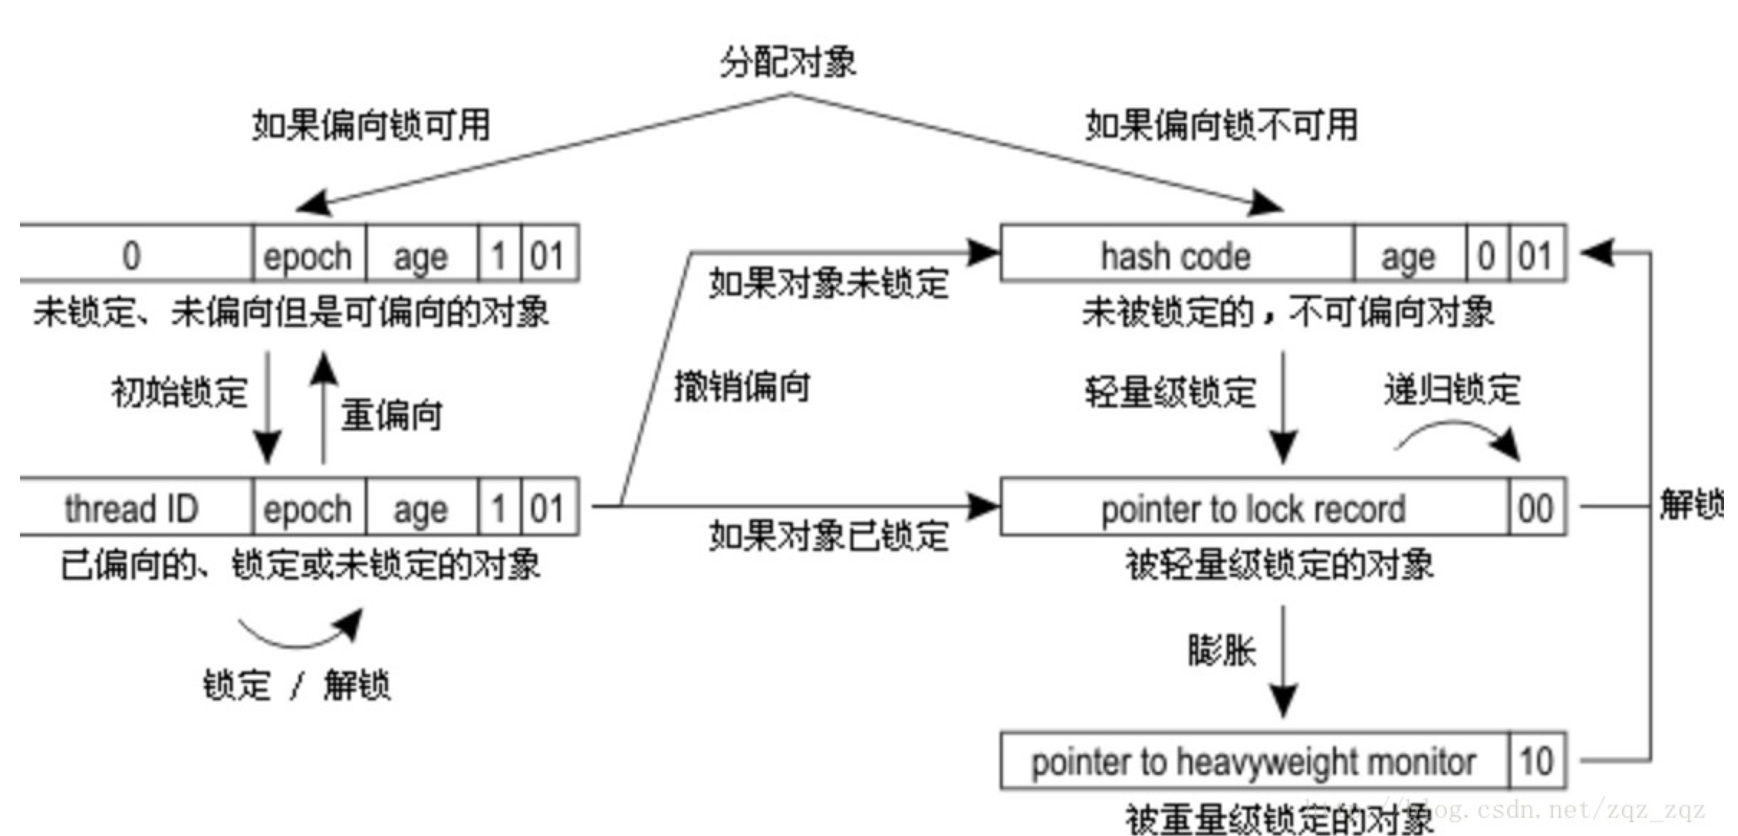 分配对象
如果偏向锁可用
如果偏向锁不可用
0 epoch age 1 01
hash code age 0 01
未锁定、未偏向但是可偏向的对象
如果对象未锁定
未被锁定的，不可偏向对象
初始锁定
重偏向
撤销偏向
轻量级锁定
递归锁定
thread ID epoch age 1 01
pointer to lock record 00
解锁
已偏向的、锁定或未锁定的对象
如果对象已锁定
被轻量级锁定的对象
锁定 / 解锁
膨胀
pointer to heavyweight monitor 10
被重量级锁定的对象
http://blog.csdn.net/zqz_zqz